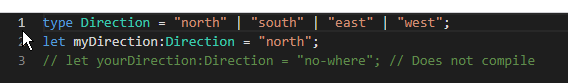 1 type Direction = "north" | "south" | "east" | "west";
2 let myDirection:Direction = "north";
3 // let yourDirection:Direction = "no-where"; // Does not compile